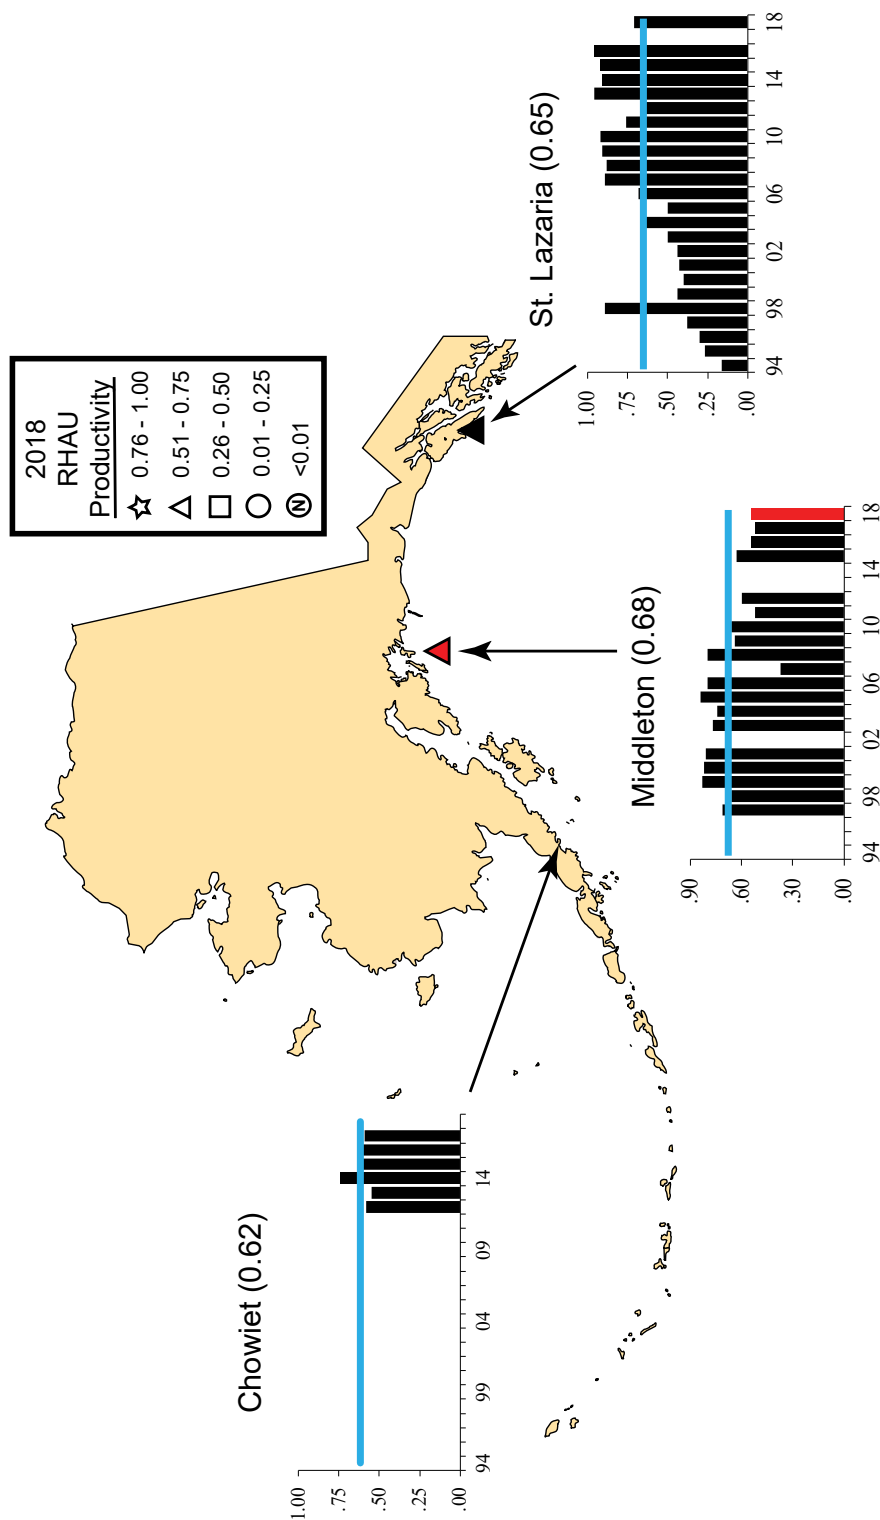 2018
RHAU
Productivity
0.76 - 1.00
0.51 - 0.75
0.26 - 0.50
0.01 - 0.25
N <0.01
Chowiet (0.62)
1.00
.75
.50
.25
.00
94 99 04 09 14
Middleton (0.68)
.90
.60
.30
.00
94 98 02 06 10 14 18
St. Lazaria (0.65)
1.00
.75
.50
.25
.00
94 98 02 06 10 14 18